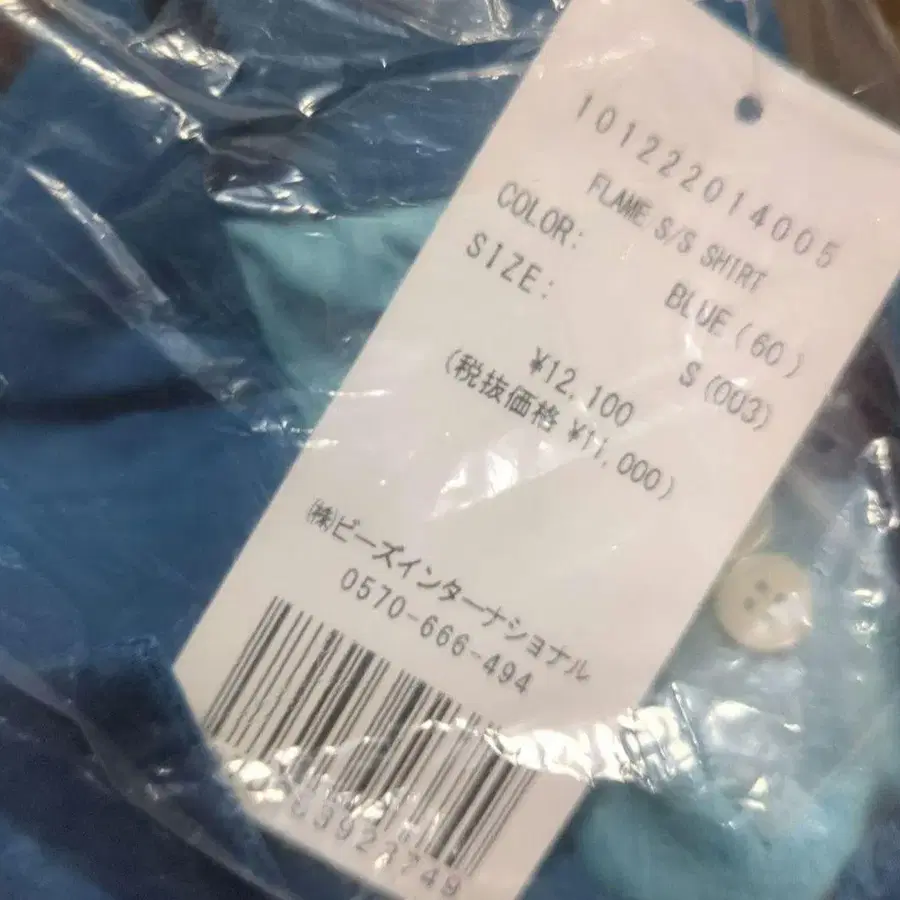 101222014005
FLAME S/S SHIRT
COLOR: BLUE(60)
SIZE: S(003)
¥12,100
(税抜価格 ¥11,000)
㈱ビーズインターナショナル
0570-666-494